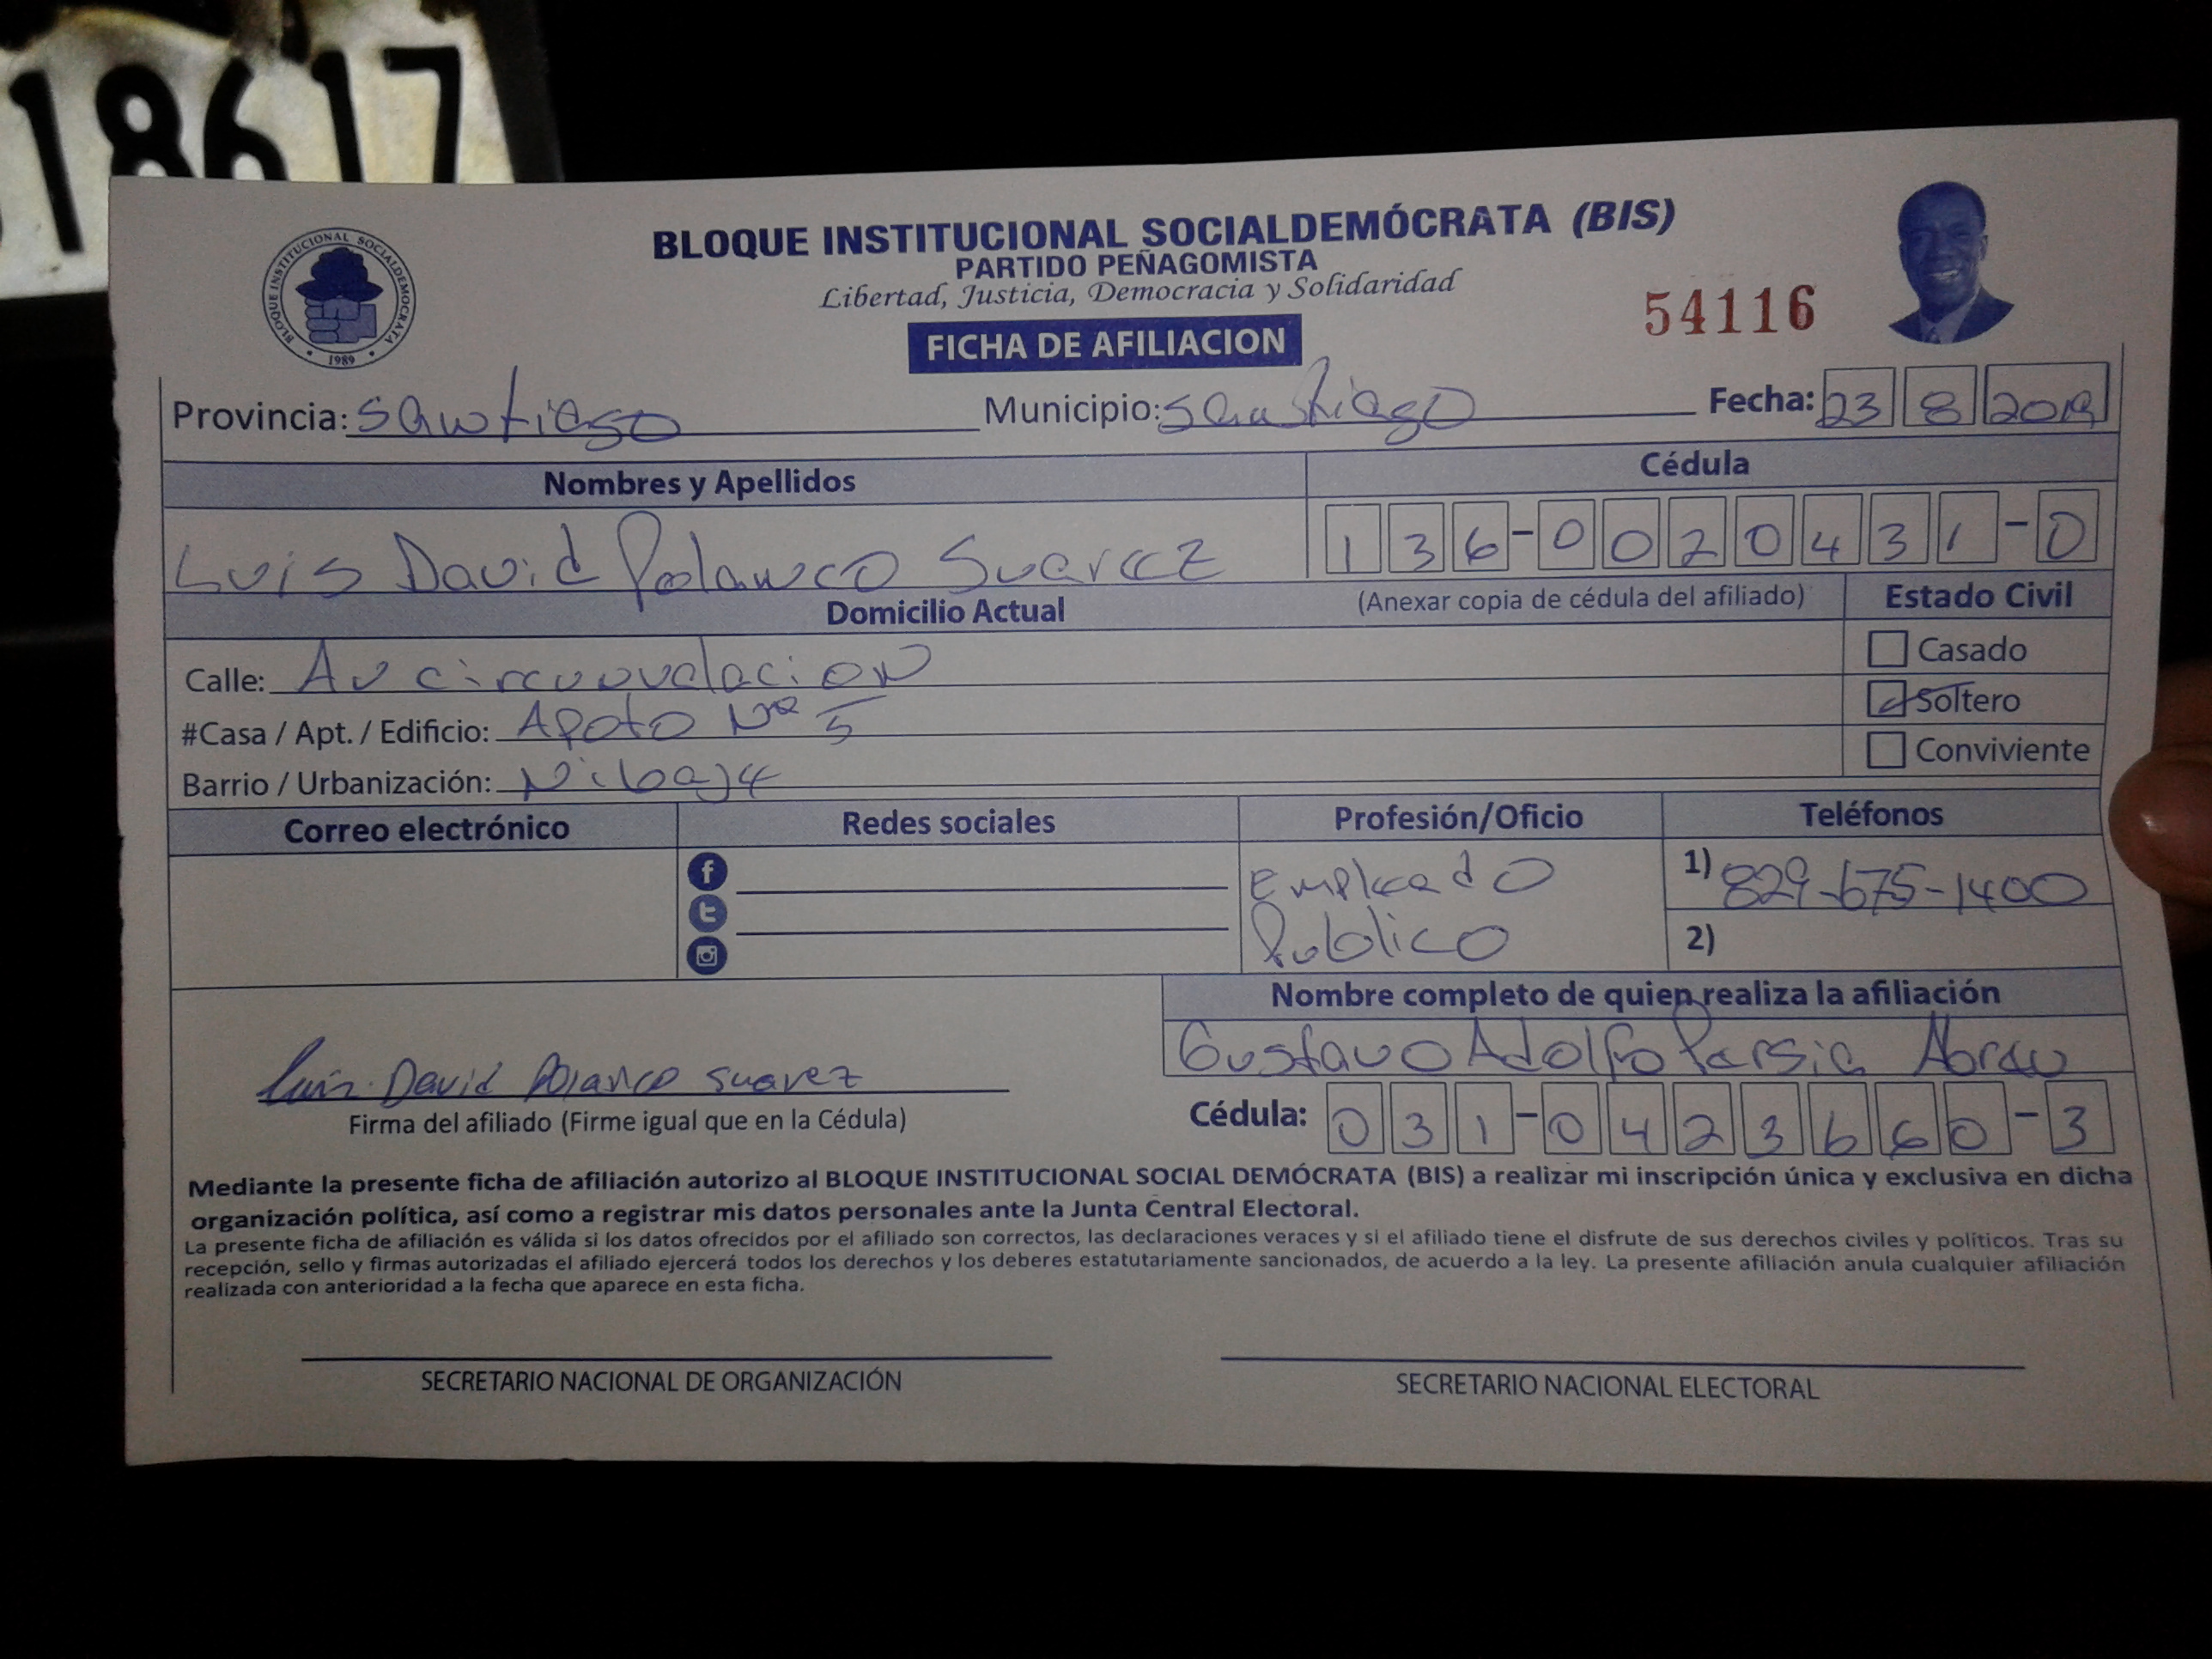 18617
BLOQUE INSTITUCIONAL SOCIALDEMÓCRATA
1989
BLOQUE INSTITUCIONAL SOCIALDEMÓCRATA (BIS)
PARTIDO PEÑAGOMISTA
Libertad, Justicia, Democracia y Solidaridad
54116
FICHA DE AFILIACION
Provincia: Santiago Municipio: Santiago Fecha: 23 8 2019
Nombres y Apellidos Cédula
Luis David Polanco Suarez 136-0020431-0
Domicilio Actual (Anexar copia de cédula del afiliado) Estado Civil
Calle: Av circunvalacion Casado
#Casa / Apt. / Edificio: Apoto Nº 5 Soltero
Barrio / Urbanización: Nibaja Conviviente
Correo electrónico Redes sociales Profesión/Oficio Teléfonos
Empleado 1) 829-675-1400
Publico 2)
Nombre completo de quien realiza la afiliación
Gustavo Adolfo Persia Abreu
Luis David Polanco Suarez
Firma del afiliado (Firme igual que en la Cédula) Cédula: 031-0423660-3
Mediante la presente ficha de afiliación autorizo al BLOQUE INSTITUCIONAL SOCIAL DEMÓCRATA (BIS) a realizar mi inscripción única y exclusiva en dicha
organización política, así como a registrar mis datos personales ante la Junta Central Electoral.
La presente ficha de afiliación es válida si los datos ofrecidos por el afiliado son correctos, las declaraciones veraces y si el afiliado tiene el disfrute de sus derechos civiles y políticos. Tras su
recepción, sello y firmas autorizadas el afiliado ejercerá todos los derechos y los deberes estatutariamente sancionados, de acuerdo a la ley. La presente afiliación anula cualquier afiliación
realizada con anterioridad a la fecha que aparece en esta ficha.
SECRETARIO NACIONAL DE ORGANIZACIÓN SECRETARIO NACIONAL ELECTORAL